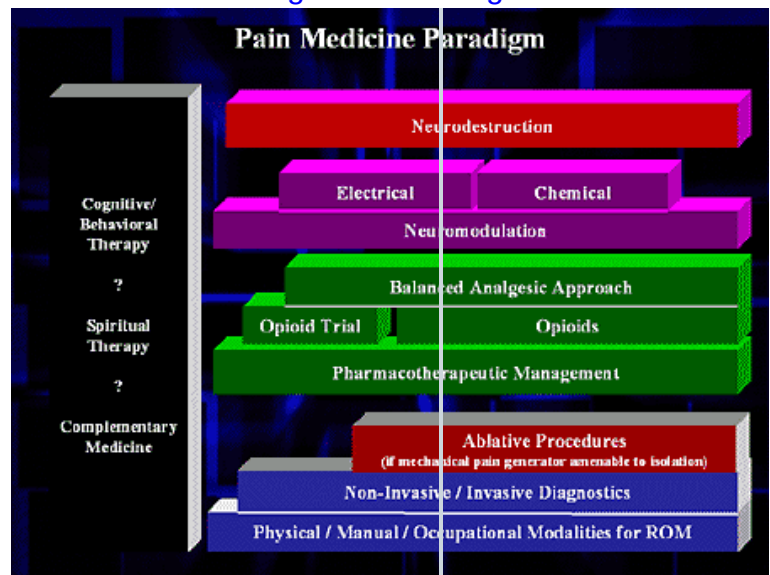 Pain Medicine Paradigm
Cognitive/
Behavioral
Therapy
?
Spiritual
Therapy
?
Complementary
Medicine
Neurodestruction
Electrical
Chemical
Neuromodulation
Balanced Analgesic Approach
Opioid Trial
Opioids
Pharmacotherapeutic Management
Ablative Procedures
(if mechanical pain generator amenable to isolation)
Non-Invasive / Invasive Diagnostics
Physical / Manual / Occupational Modalities for ROM